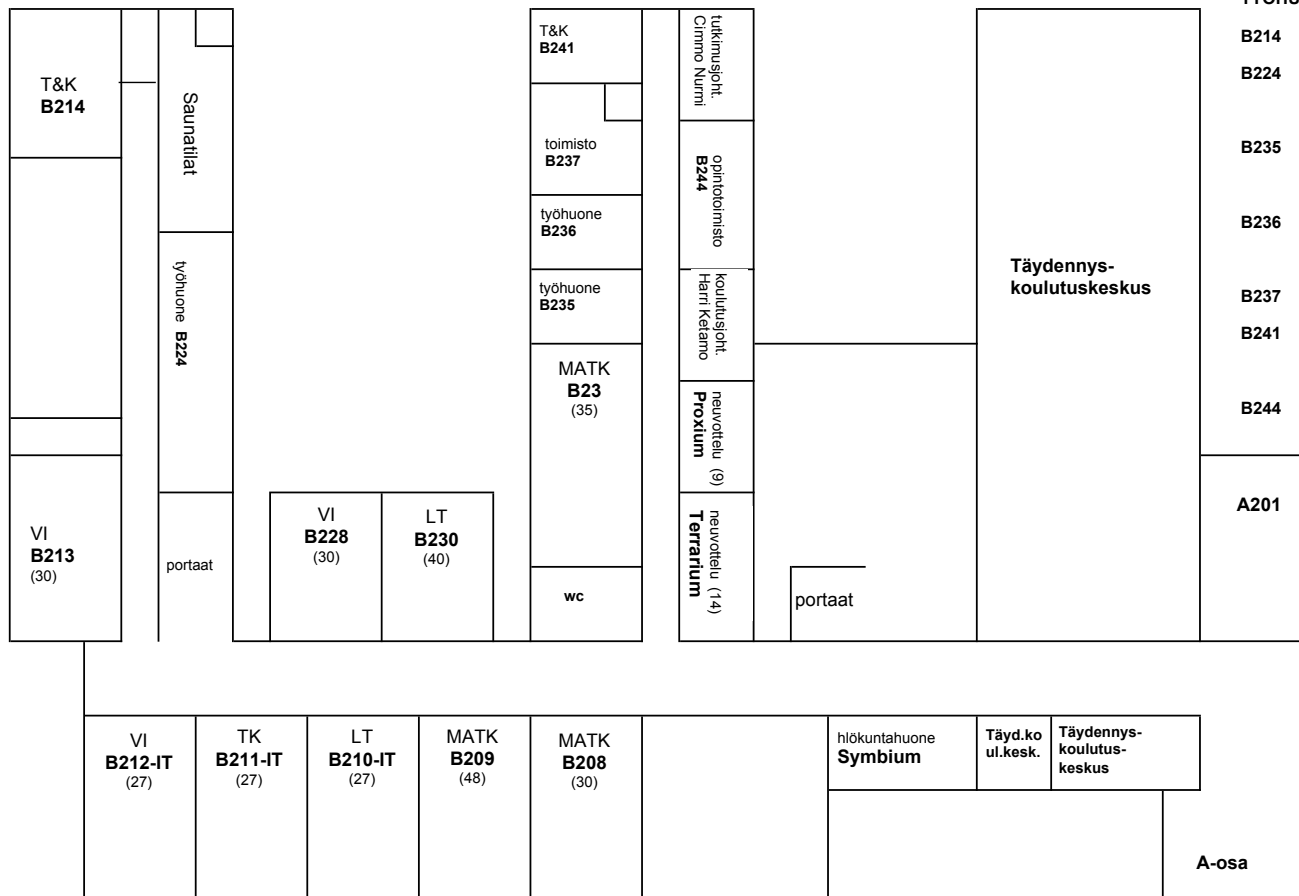 T&K
B214
Saunatilat
työhuone B224
VI
B213
(30)
portaat
VI
B228
(30)
LT
B230
(40)
T&K
B241
toimisto
B237
työhuone
B236
työhuone
B235
MATK
B23
(35)
wc
tutkimusjoht.
Cimmo Nurmi
opintotoimisto
B244
koulutusjoht.
Harri Ketamo
neuvottelu (9)
Proxium
neuvottelu (14)
Terrarium
portaat
Täydennys-
koulutuskeskus
B214
B224
B235
B236
B237
B241
B244
A201
VI
B212-IT
(27)
TK
B211-IT
(27)
LT
B210-IT
(27)
MATK
B209
(48)
MATK
B208
(30)
hlökuntahuone
Symbium
Täyd.ko
ul.kesk.
Täydennys-
koulutus-
keskus
A-osa